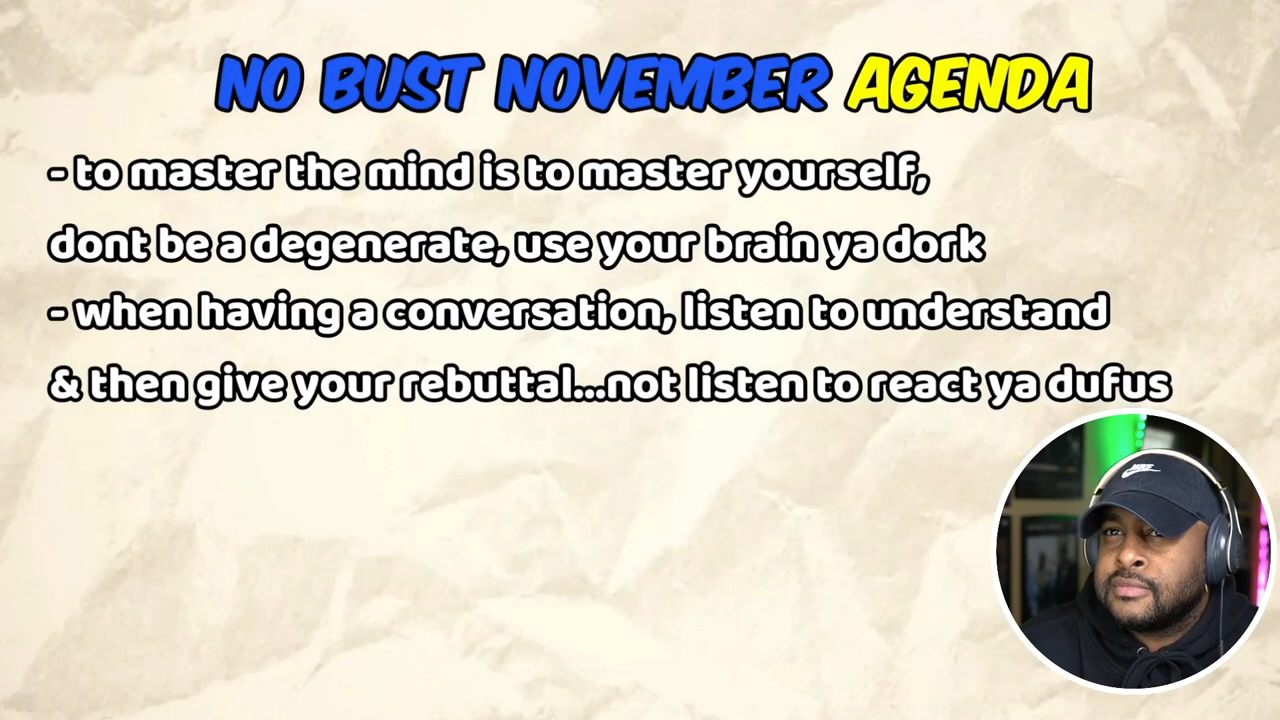 NO BUST NOVEMBER AGENDA
- to master the mind is to master yourself,
dont be a degenerate, use your brain ya dork
- when having a conversation, listen to understand
& then give your rebuttal...not listen to react ya dufus
NIKE